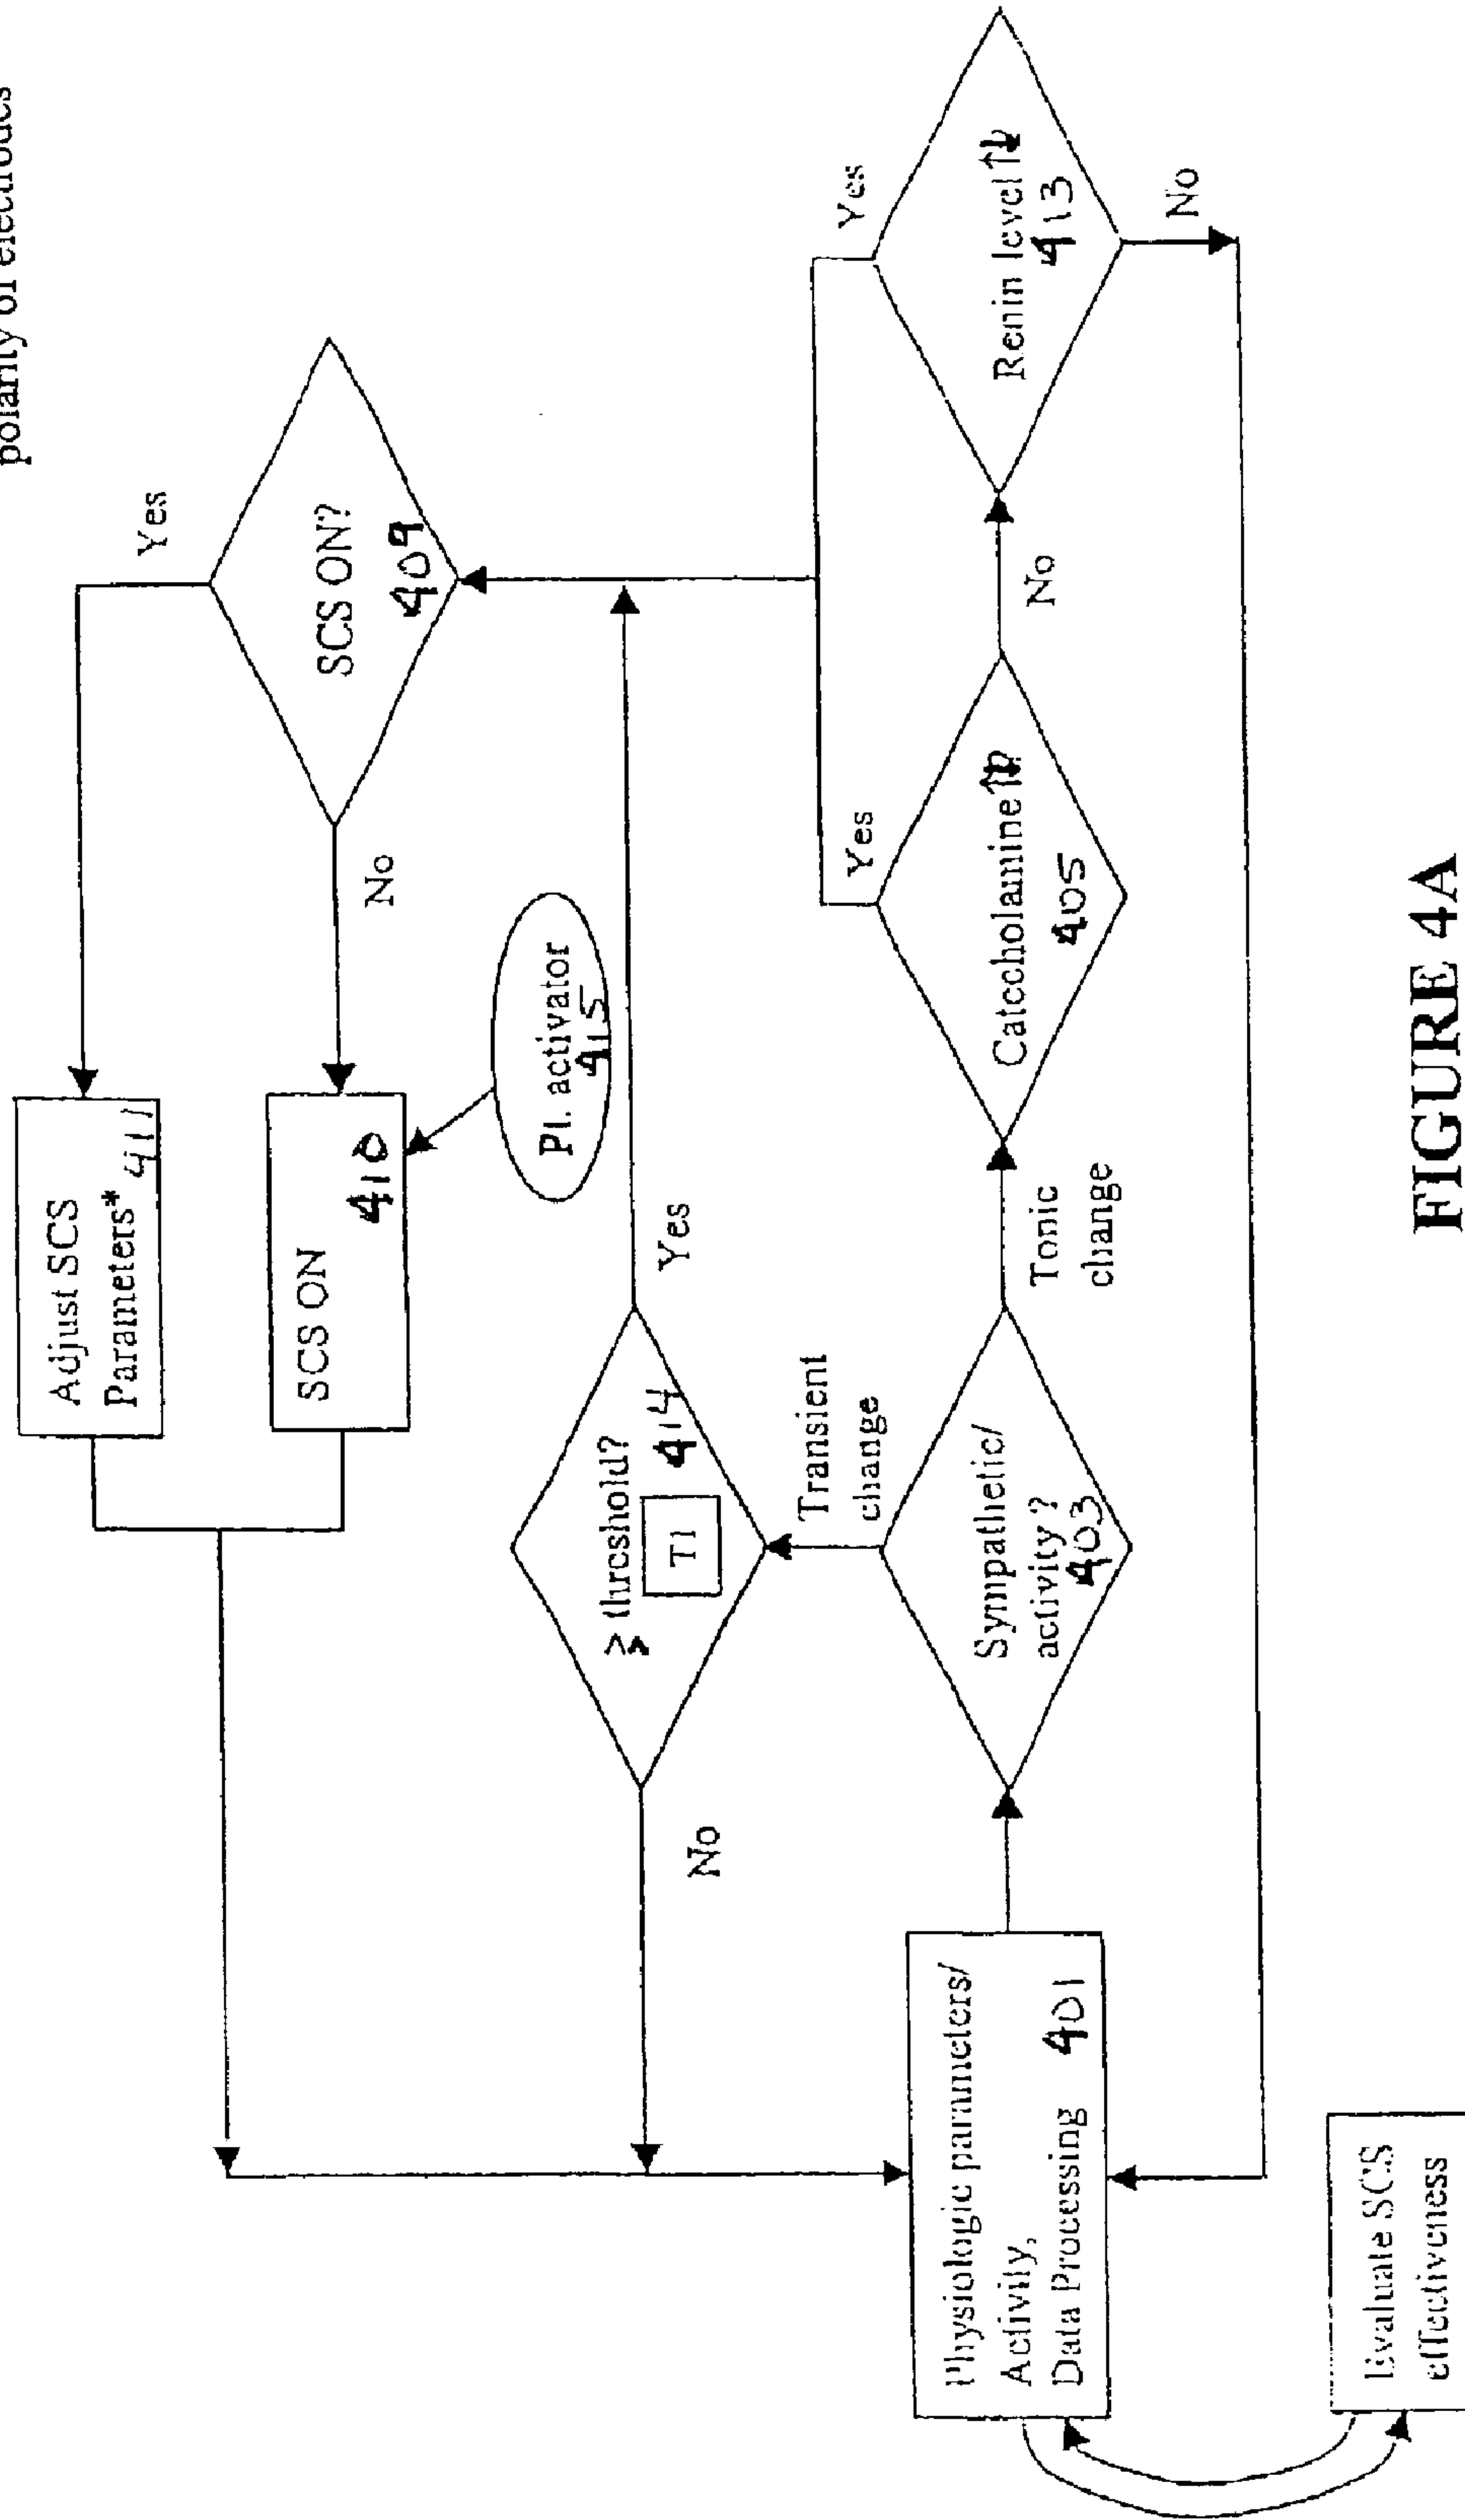 polarity of electrodes
Adjust SCS
Parameters* 411
Yes
SCS ON?
409
SCS ON
410
No
Pt. activator
415
≥ threshold?
T1
414
Yes
No
Transient
change
Yes
Yes
Physiologic parameters/
Activity,
Data Processing 401
Sympathetic/
activity?
403
Tonic
change
Catecholamine⇑
405
No
Renin level⇑
413
No
Evaluate SCS
effectiveness
FIGURE 4A